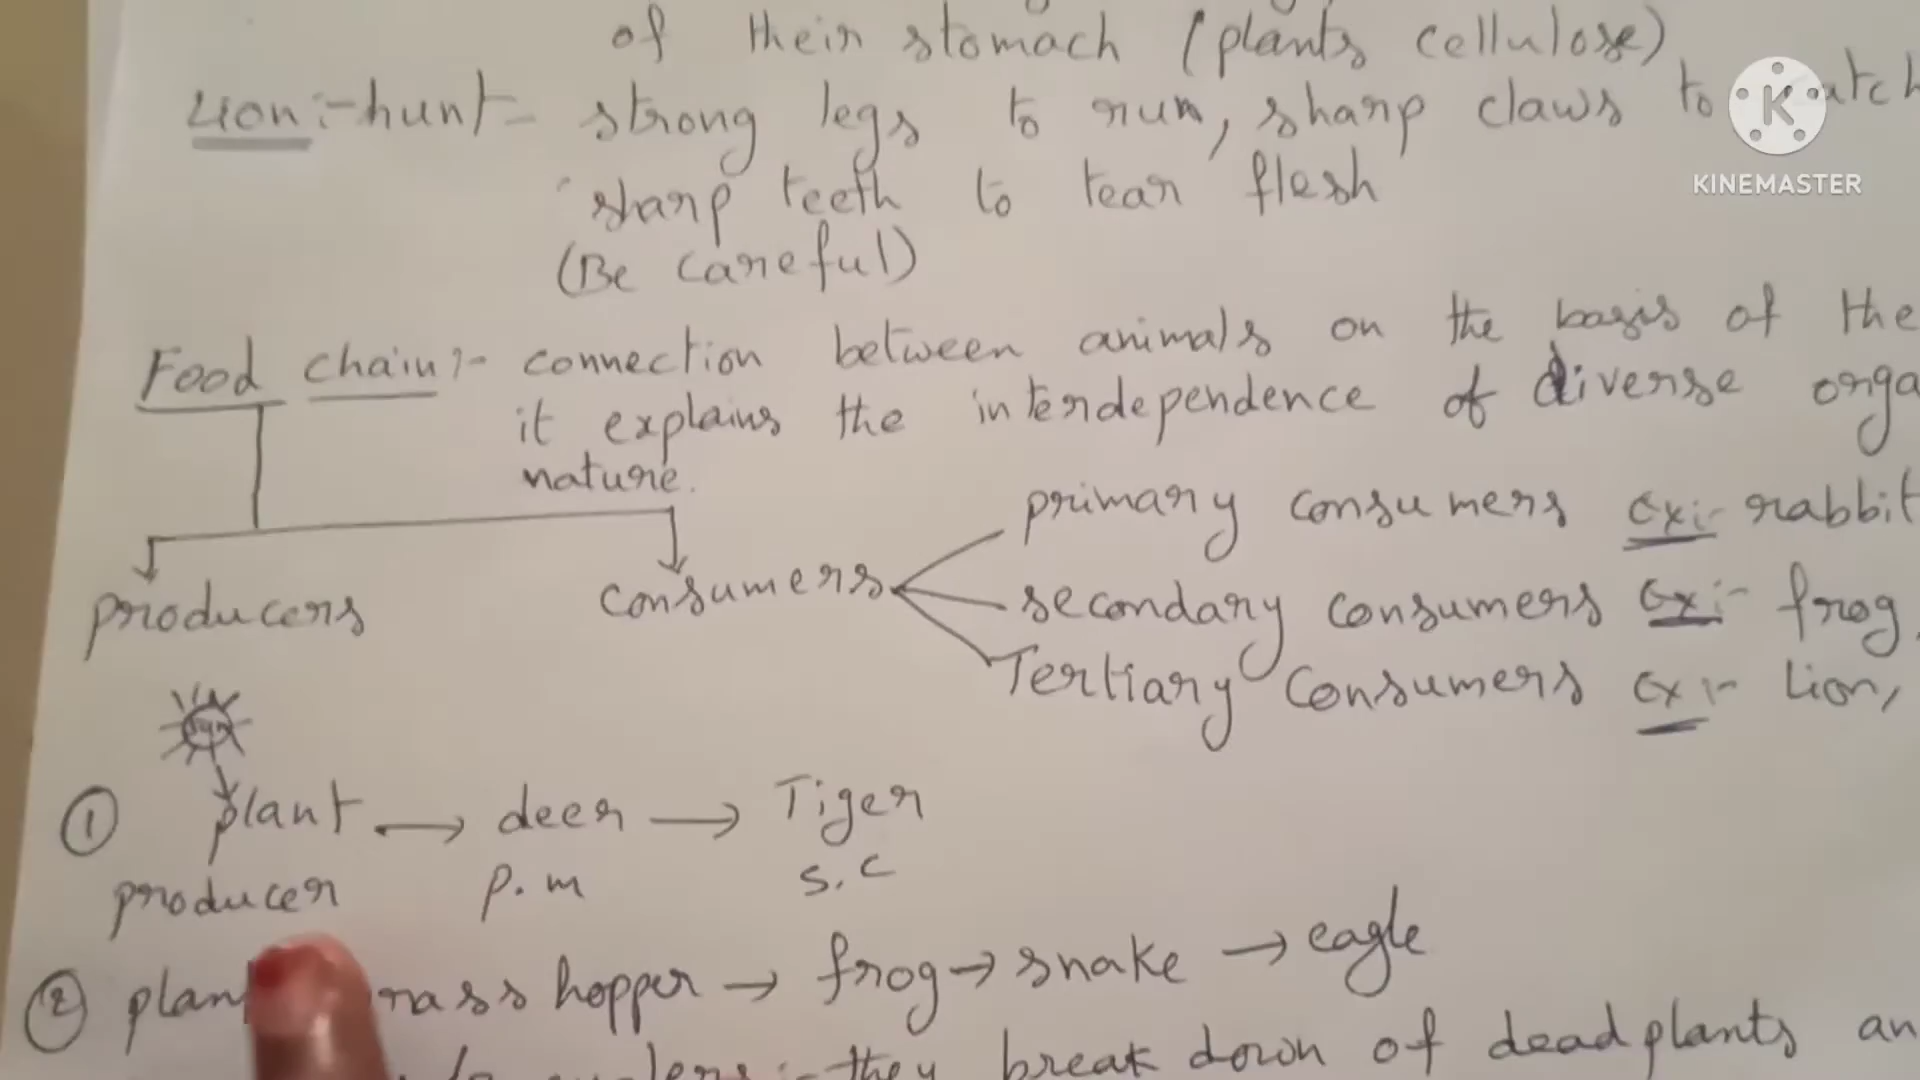 of their stomach (plants cellulose)
Lion :- hunt - strong legs to run, sharp claws to
sharp teeth to tear flesh
(Be careful)
KINEMASTER
Food chain :- connection between animals on the basis of the
it explains the interdependence of diverse orga
nature.
primary consumers Ex:- rabbit
producers consumers secondary consumers Ex:- frog,
Tertiary consumers Ex:- Lion,
sun
① plant → deer → Tiger
producer p.m s.c
② hopper → frog → snake → eagle
they break down of dead plants an